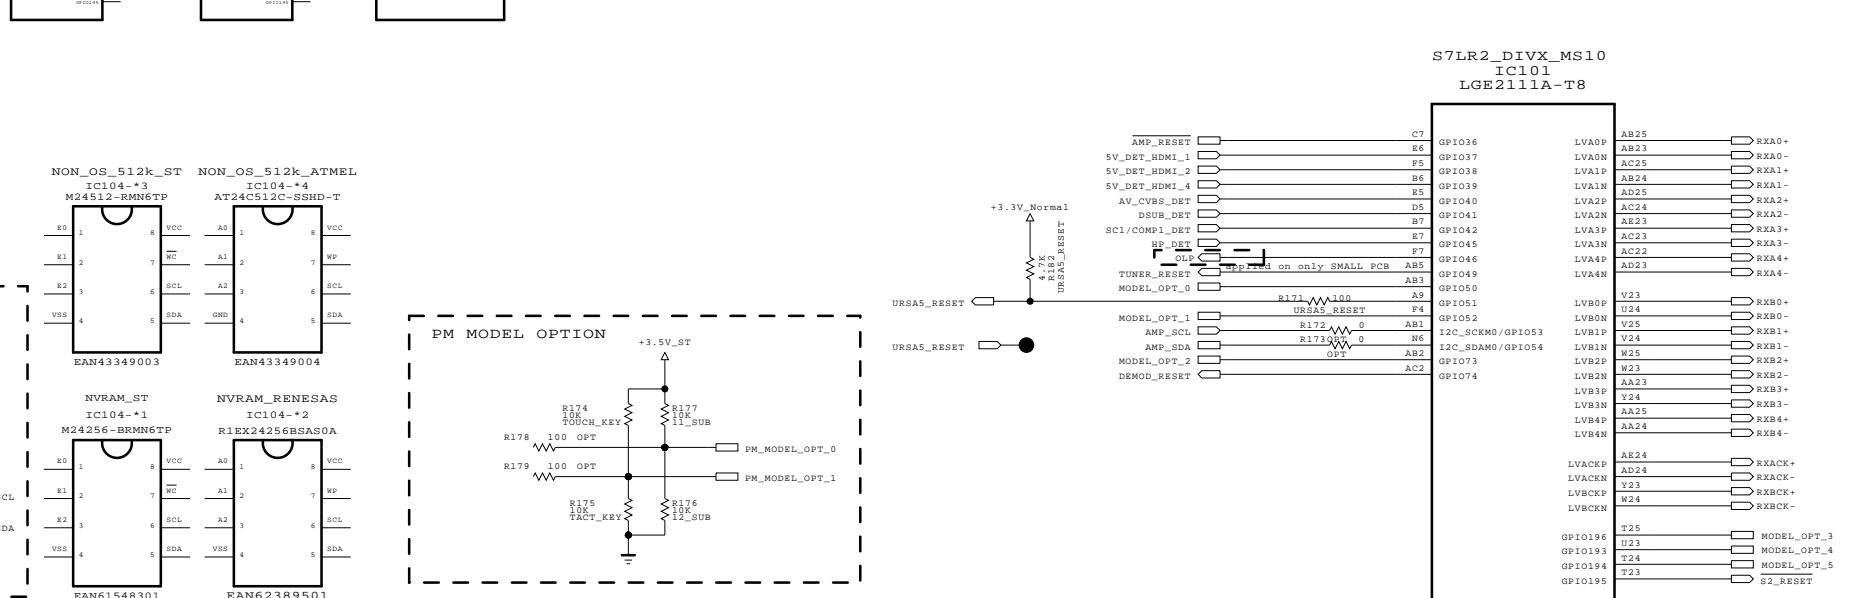 GPIO195
GPIO195
S7LR2_DIVX_MS10
IC101
LGE2111A-T8
NON_OS_512k_ST
IC104-*3
M24512-RMN6TP
E0 1 8 VCC
E1 2 7 WC
E2 3 6 SCL
VSS 4 5 SDA
EAN43349003
NON_OS_512k_ATMEL
IC104-*4
AT24C512C-SSHD-T
A0 1 8 VCC
A1 2 7 WP
A2 3 6 SCL
GND 4 5 SDA
EAN43349004
NVRAM_ST
IC104-*1
M24256-BRMN6TP
E0 1 8 VCC
E1 2 7 WC
E2 3 6 SCL
VSS 4 5 SDA
EAN61548301
NVRAM_RENESAS
IC104-*2
R1EX24256BSAS0A
A0 1 8 VCC
A1 2 7 WP
A2 3 6 SCL
VSS 4 5 SDA
EAN62389501
CL
DA
PM MODEL OPTION
+3.5V_ST
R174
10K
TOUCH_KEY
R177
10K
11_SUB
R178 100 OPT
PM_MODEL_OPT_0
R179 100 OPT
PM_MODEL_OPT_1
R175
10K
TACT_KEY
R176
10K
12_SUB
+3.3V_Normal
4.7K
R182
URSA5_RESET
URSA5_RESET
URSA5_RESET
AMP_RESET C7 GPIO36
5V_DET_HDMI_1 E6 GPIO37
5V_DET_HDMI_2 F5 GPIO38
5V_DET_HDMI_4 B6 GPIO39
AV_CVBS_DET E5 GPIO40
DSUB_DET D5 GPIO41
SC1/COMP1_DET B7 GPIO42
HP_DET E7 GPIO45
OLP F7 GPIO46
applied on only SMALL PCB
TUNER_RESET AB5 GPIO49
MODEL_OPT_0 AB3 GPIO50
R171 100 A9 GPIO51
URSA5_RESET
MODEL_OPT_1 F4 GPIO52
AMP_SCL R172 0 AB1 I2C_SCKM0/GPIO53
OPT
AMP_SDA R173 0 N6 I2C_SDAM0/GPIO54
OPT
MODEL_OPT_2 AB2 GPIO73
DEMOD_RESET AC2 GPIO74
LVA0P AB25 RXA0+
LVA0N AB23 RXA0-
LVA1P AC25 RXA1+
LVA1N AB24 RXA1-
LVA2P AD25 RXA2+
LVA2N AC24 RXA2-
LVA3P AE23 RXA3+
LVA3N AC23 RXA3-
LVA4P AC22 RXA4+
LVA4N AD23 RXA4-
LVB0P V23 RXB0+
LVB0N U24 RXB0-
LVB1P V25 RXB1+
LVB1N V24 RXB1-
LVB2P W25 RXB2+
LVB2N W23 RXB2-
LVB3P AA23 RXB3+
LVB3N Y24 RXB3-
LVB4P AA25 RXB4+
LVB4N AA24 RXB4-
LVACKP AE24 RXACK+
LVACKN AD24 RXACK-
LVBCKP Y23 RXBCK+
LVBCKN W24 RXBCK-
GPIO196 T25 MODEL_OPT_3
GPIO193 U23 MODEL_OPT_4
GPIO194 T24 MODEL_OPT_5
GPIO195 T23 S2_RESET